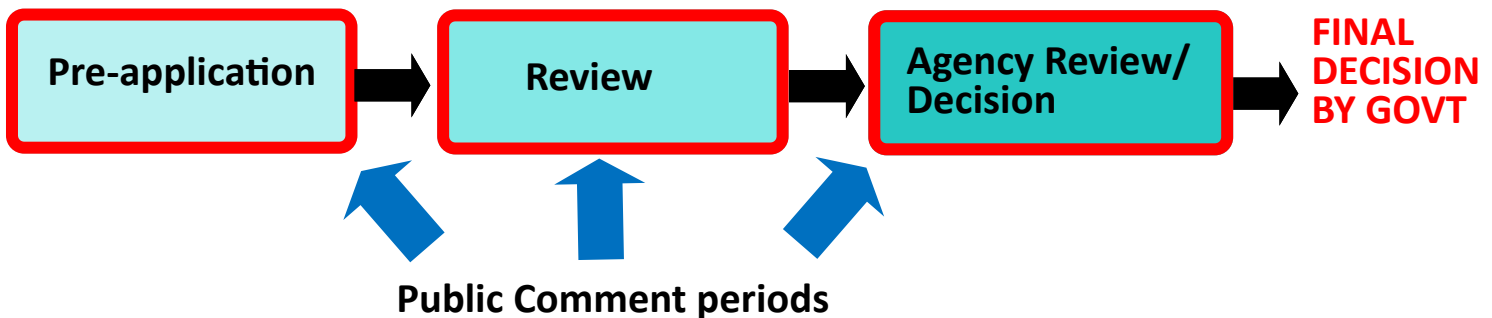 Pre-application
Review
Agency Review/
Decision
FINAL
DECISION
BY GOVT
Public Comment periods